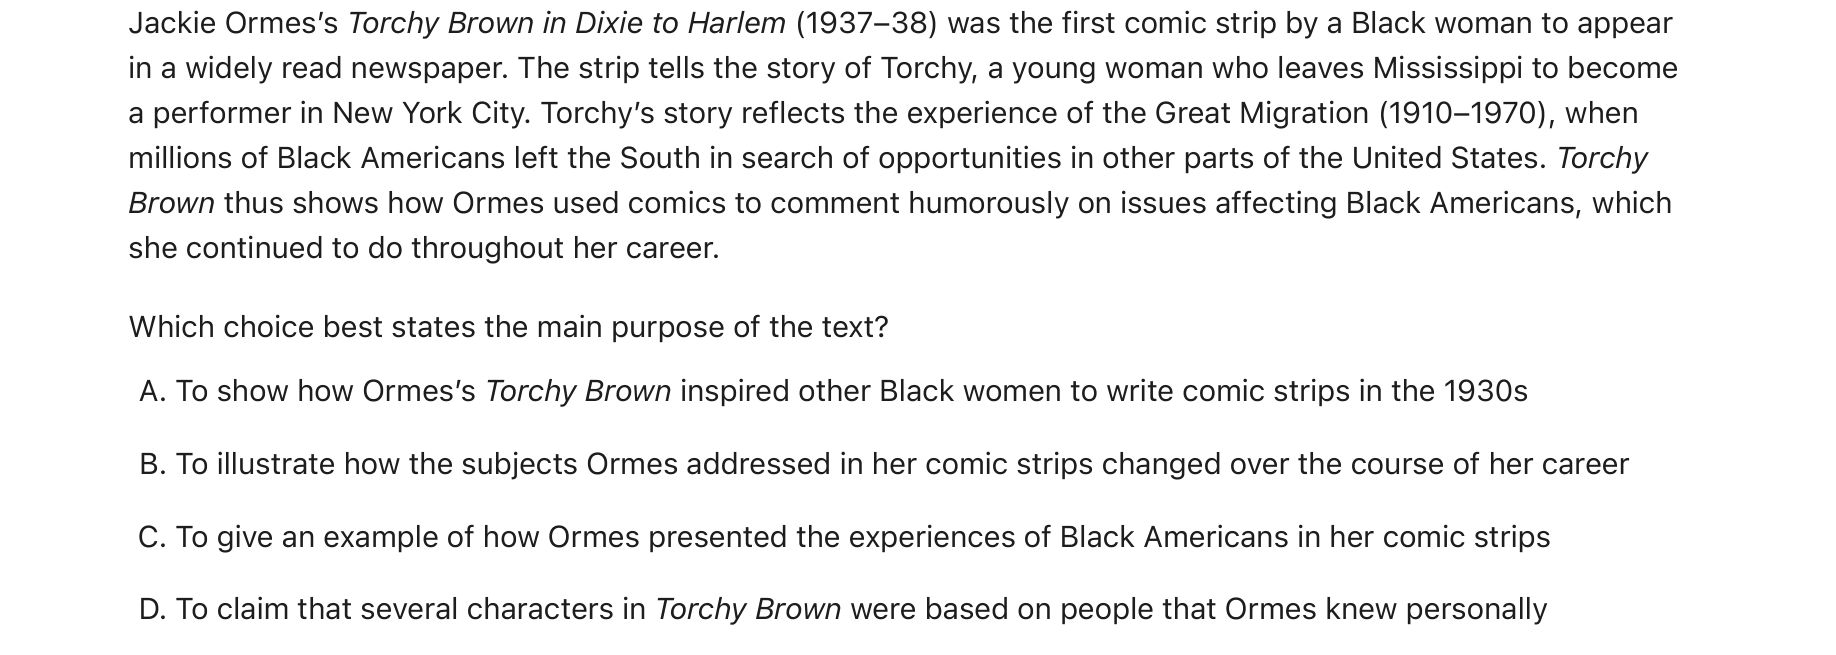 Jackie Ormes’s Torchy Brown in Dixie to Harlem (1937–38) was the first comic strip by a Black woman to appear
in a widely read newspaper. The strip tells the story of Torchy, a young woman who leaves Mississippi to become
a performer in New York City. Torchy’s story reflects the experience of the Great Migration (1910–1970), when
millions of Black Americans left the South in search of opportunities in other parts of the United States. Torchy
Brown thus shows how Ormes used comics to comment humorously on issues affecting Black Americans, which
she continued to do throughout her career.
Which choice best states the main purpose of the text?
A. To show how Ormes’s Torchy Brown inspired other Black women to write comic strips in the 1930s
B. To illustrate how the subjects Ormes addressed in her comic strips changed over the course of her career
C. To give an example of how Ormes presented the experiences of Black Americans in her comic strips
D. To claim that several characters in Torchy Brown were based on people that Ormes knew personally